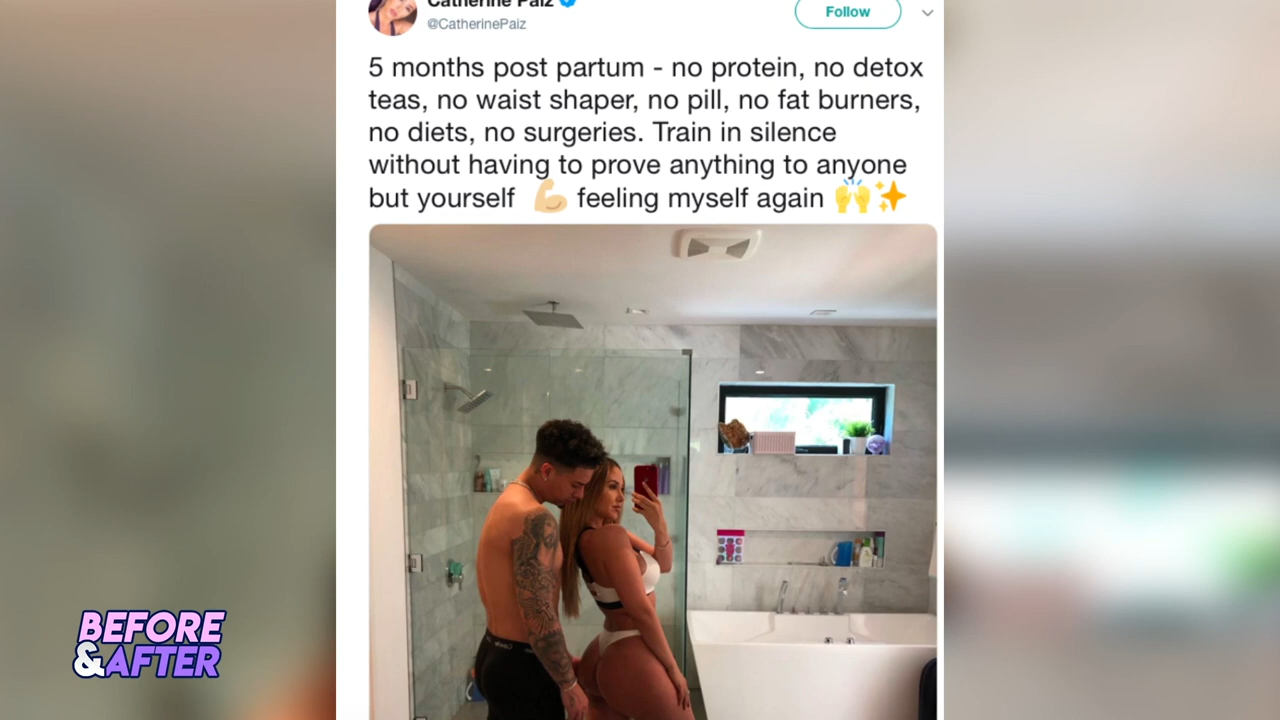 Catherine Paiz
@CatherinePaiz
Follow
5 months post partum - no protein, no detox
teas, no waist shaper, no pill, no fat burners,
no diets, no surgeries. Train in silence
without having to prove anything to anyone
but yourself 💪🏼 feeling myself again 🙌✨
BEFORE
&AFTER